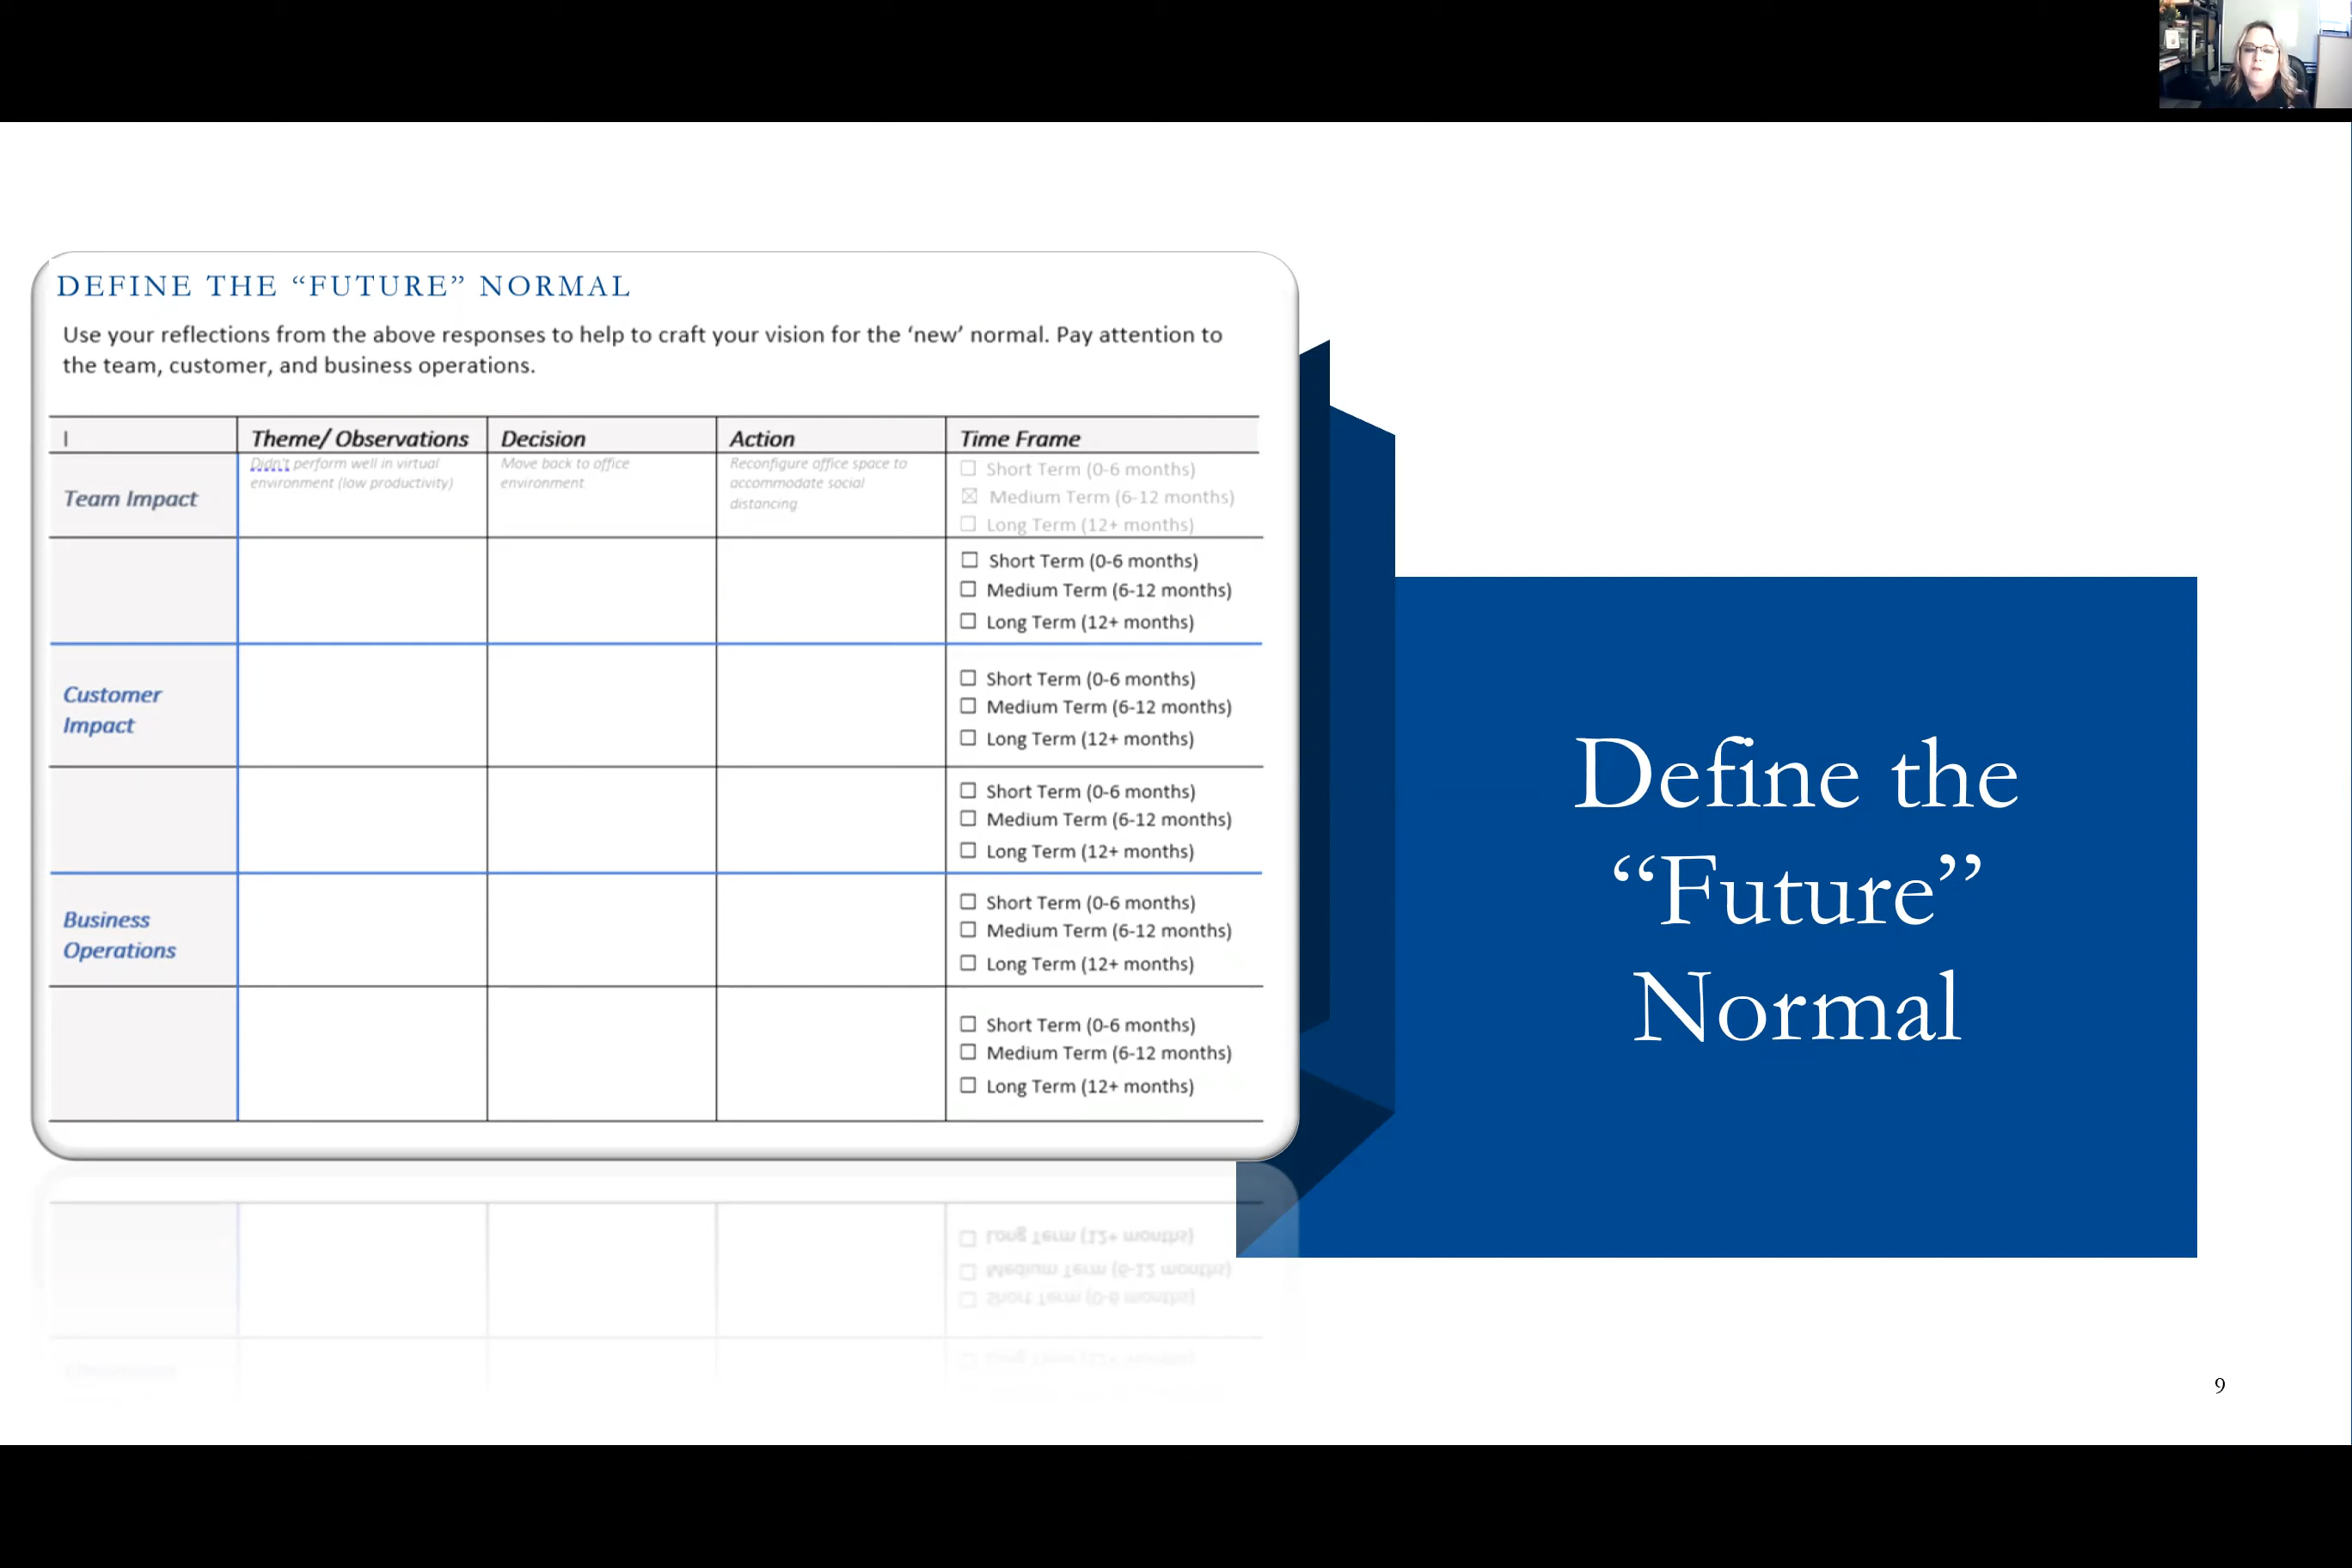 DEFINE THE “FUTURE” NORMAL
Use your reflections from the above responses to help to craft your vision for the ‘new’ normal. Pay attention to
the team, customer, and business operations.
Theme/ Observations
Decision
Action
Time Frame
Team Impact
Didn't perform well in virtual
environment (low productivity)
Move back to office
environment
Reconfigure office space to
accommodate social
distancing
☐ Short Term (0-6 months)
☒ Medium Term (6-12 months)
☐ Long Term (12+ months)
☐ Short Term (0-6 months)
☐ Medium Term (6-12 months)
☐ Long Term (12+ months)
Customer
Impact
☐ Short Term (0-6 months)
☐ Medium Term (6-12 months)
☐ Long Term (12+ months)
☐ Short Term (0-6 months)
☐ Medium Term (6-12 months)
☐ Long Term (12+ months)
Business
Operations
☐ Short Term (0-6 months)
☐ Medium Term (6-12 months)
☐ Long Term (12+ months)
☐ Short Term (0-6 months)
☐ Medium Term (6-12 months)
☐ Long Term (12+ months)
Define the
“Future”
Normal
9